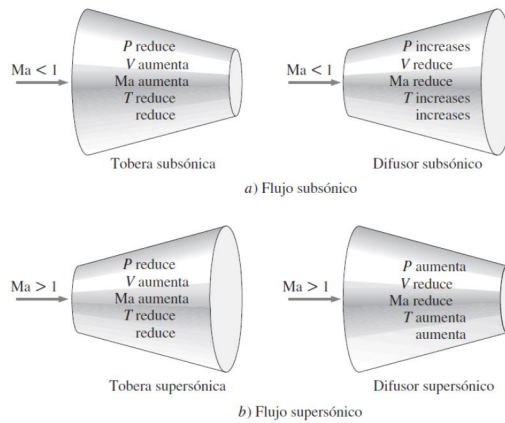 P reduce
V aumenta
Ma < 1
Ma aumenta
T reduce
reduce
Tobera subsónica
P increases
V reduce
Ma < 1
Ma reduce
T increases
increases
Difusor subsónico
a) Flujo subsónico
P reduce
V aumenta
Ma > 1
Ma aumenta
T reduce
reduce
Tobera supersónica
P aumenta
V reduce
Ma > 1
Ma reduce
T aumenta
aumenta
Difusor supersónico
b) Flujo supersónico